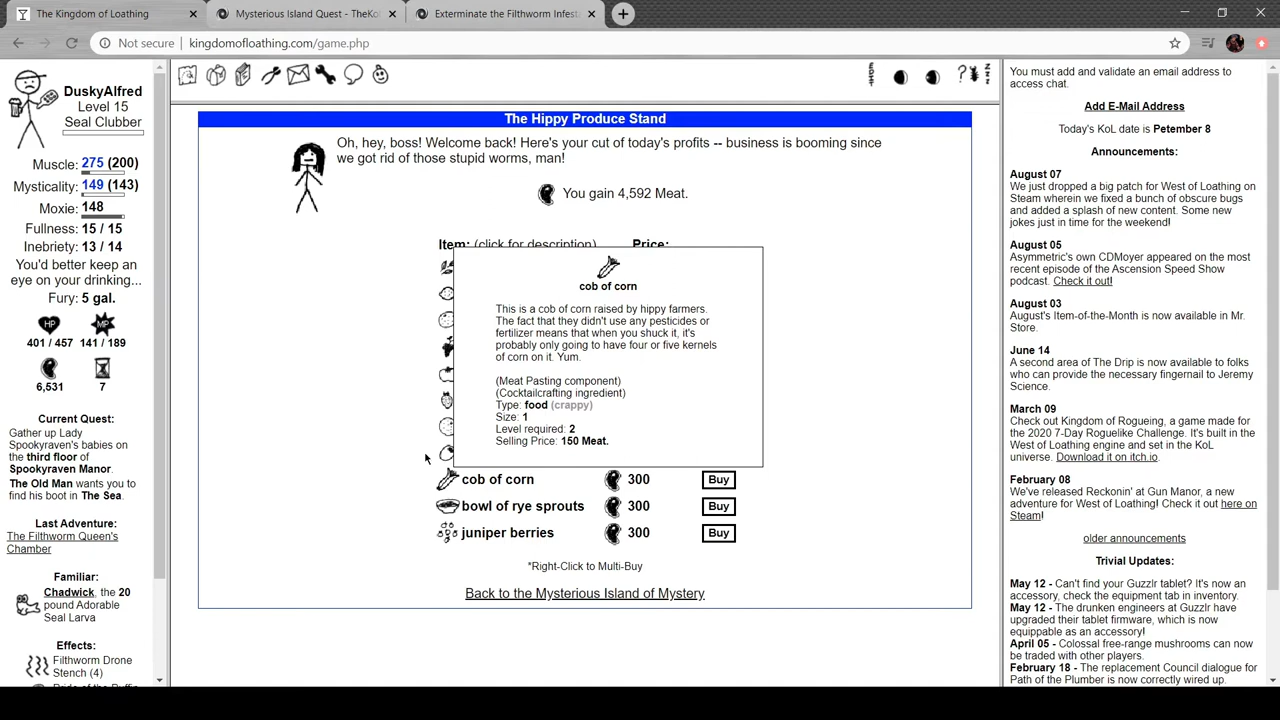 The Kingdom of Loathing
Mysterious Island Quest - TheKo
Exterminate the Filthworm Infest
Not secure | kingdomofloathing.com/game.php
DuskyAlfred
Level 15
Seal Clubber
Muscle: 275 (200)
Mysticality: 149 (143)
Moxie: 148
Fullness: 15 / 15
Inebriety: 13 / 14
You'd better keep an
eye on your drinking...
Fury: 5 gal.
HP
MP
401 / 457
141 / 189
6,531
7
Current Quest:
Gather up Lady
Spookyraven's babies on
the third floor of
Spookyraven Manor.
The Old Man wants you to
find his boot in The Sea.
Last Adventure:
The Filthworm Queen's
Chamber
Familiar:
Chadwick, the 20
pound Adorable
Seal Larva
Effects:
Filthworm Drone
Stench (4)
The Hippy Produce Stand
Oh, hey, boss! Welcome back! Here's your cut of today's profits -- business is booming since
we got rid of those stupid worms, man!
You gain 4,592 Meat.
Item: (click for description) Price:
cob of corn
This is a cob of corn raised by hippy farmers.
The fact that they didn't use any pesticides or
fertilizer means that when you shuck it, it's
probably only going to have four or five kernels
of corn on it. Yum.
(Meat Pasting component)
(Cocktailcrafting ingredient)
Type: food (crappy)
Size: 1
Level required: 2
Selling Price: 150 Meat.
cob of corn 300 Buy
bowl of rye sprouts 300 Buy
juniper berries 300 Buy
*Right-Click to Multi-Buy
Back to the Mysterious Island of Mystery
You must add and validate an email address to
access chat.
Add E-Mail Address
Today's KoL date is Petember 8
Announcements:
August 07
We just dropped a big patch for West of Loathing on
Steam wherein we fixed a bunch of obscure bugs
and added a splash of new content. Some new
jokes just in time for the weekend!
August 05
Asymmetric's own CDMoyer appeared on the most
recent episode of the Ascension Speed Show
podcast. Check it out!
August 03
August's Item-of-the-Month is now available in Mr.
Store.
June 14
A second area of The Drip is now available to folks
who can provide the necessary fingernail to Jeremy
Science.
March 09
Check out Kingdom of Rogueing, a game made for
the 2020 7-Day Roguelike Challenge. It's built in the
West of Loathing engine and set in the KoL
universe. Download it on itch.io.
February 08
We've released Reckonin' at Gun Manor, a new
adventure for West of Loathing! Check it out here on
Steam!
older announcements
Trivial Updates:
May 12 - Can't find your Guzzlr tablet? It's now an
accessory, check the equipment tab in inventory.
May 12 - The drunken engineers at Guzzlr have
upgraded their tablet firmware, which is now
equippable as an accessory!
April 05 - Colossal free-range mushrooms can now
be traded with other players.
February 18 - The replacement Council dialogue for
Path of the Plumber is now correctly wired up.